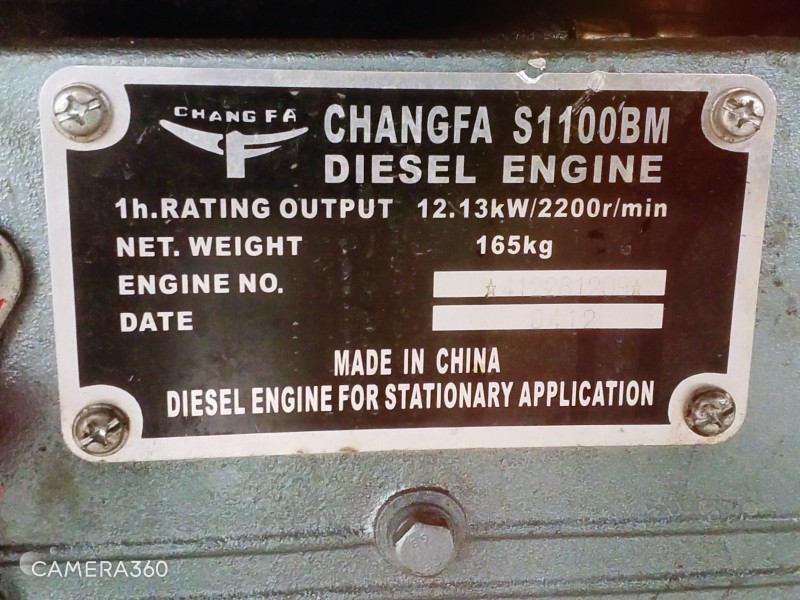 CHANG FA
CHANGFA S1100BM
DIESEL ENGINE
1h.RATING OUTPUT 12.13kW/2200r/min
NET. WEIGHT 165kg
ENGINE NO.
DATE 0412
MADE IN CHINA
DIESEL ENGINE FOR STATIONARY APPLICATION
CAMERA360